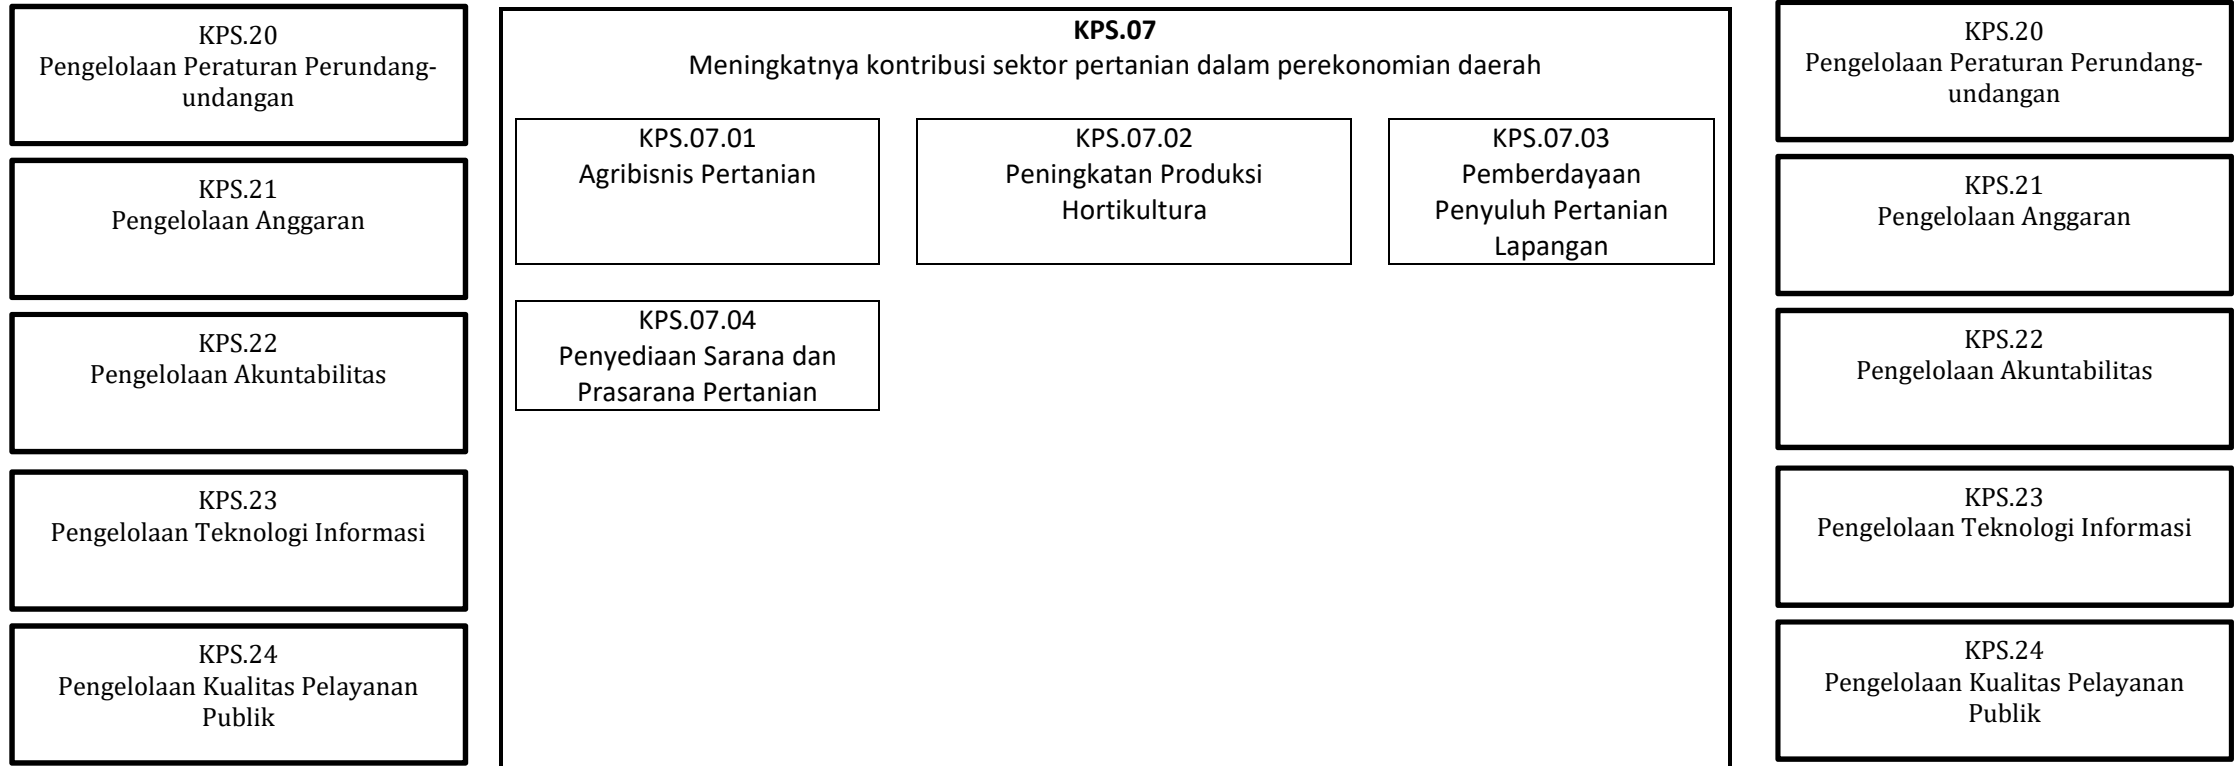 KPS.20
Pengelolaan Peraturan Perundang-
undangan
KPS.21
Pengelolaan Anggaran
KPS.22
Pengelolaan Akuntabilitas
KPS.23
Pengelolaan Teknologi Informasi
KPS.24
Pengelolaan Kualitas Pelayanan
Publik
KPS.07
Meningkatnya kontribusi sektor pertanian dalam perekonomian daerah
KPS.07.01
Agribisnis Pertanian
KPS.07.02
Peningkatan Produksi
Hortikultura
KPS.07.03
Pemberdayaan
Penyuluh Pertanian
Lapangan
KPS.07.04
Penyediaan Sarana dan
Prasarana Pertanian
KPS.20
Pengelolaan Peraturan Perundang-
undangan
KPS.21
Pengelolaan Anggaran
KPS.22
Pengelolaan Akuntabilitas
KPS.23
Pengelolaan Teknologi Informasi
KPS.24
Pengelolaan Kualitas Pelayanan
Publik